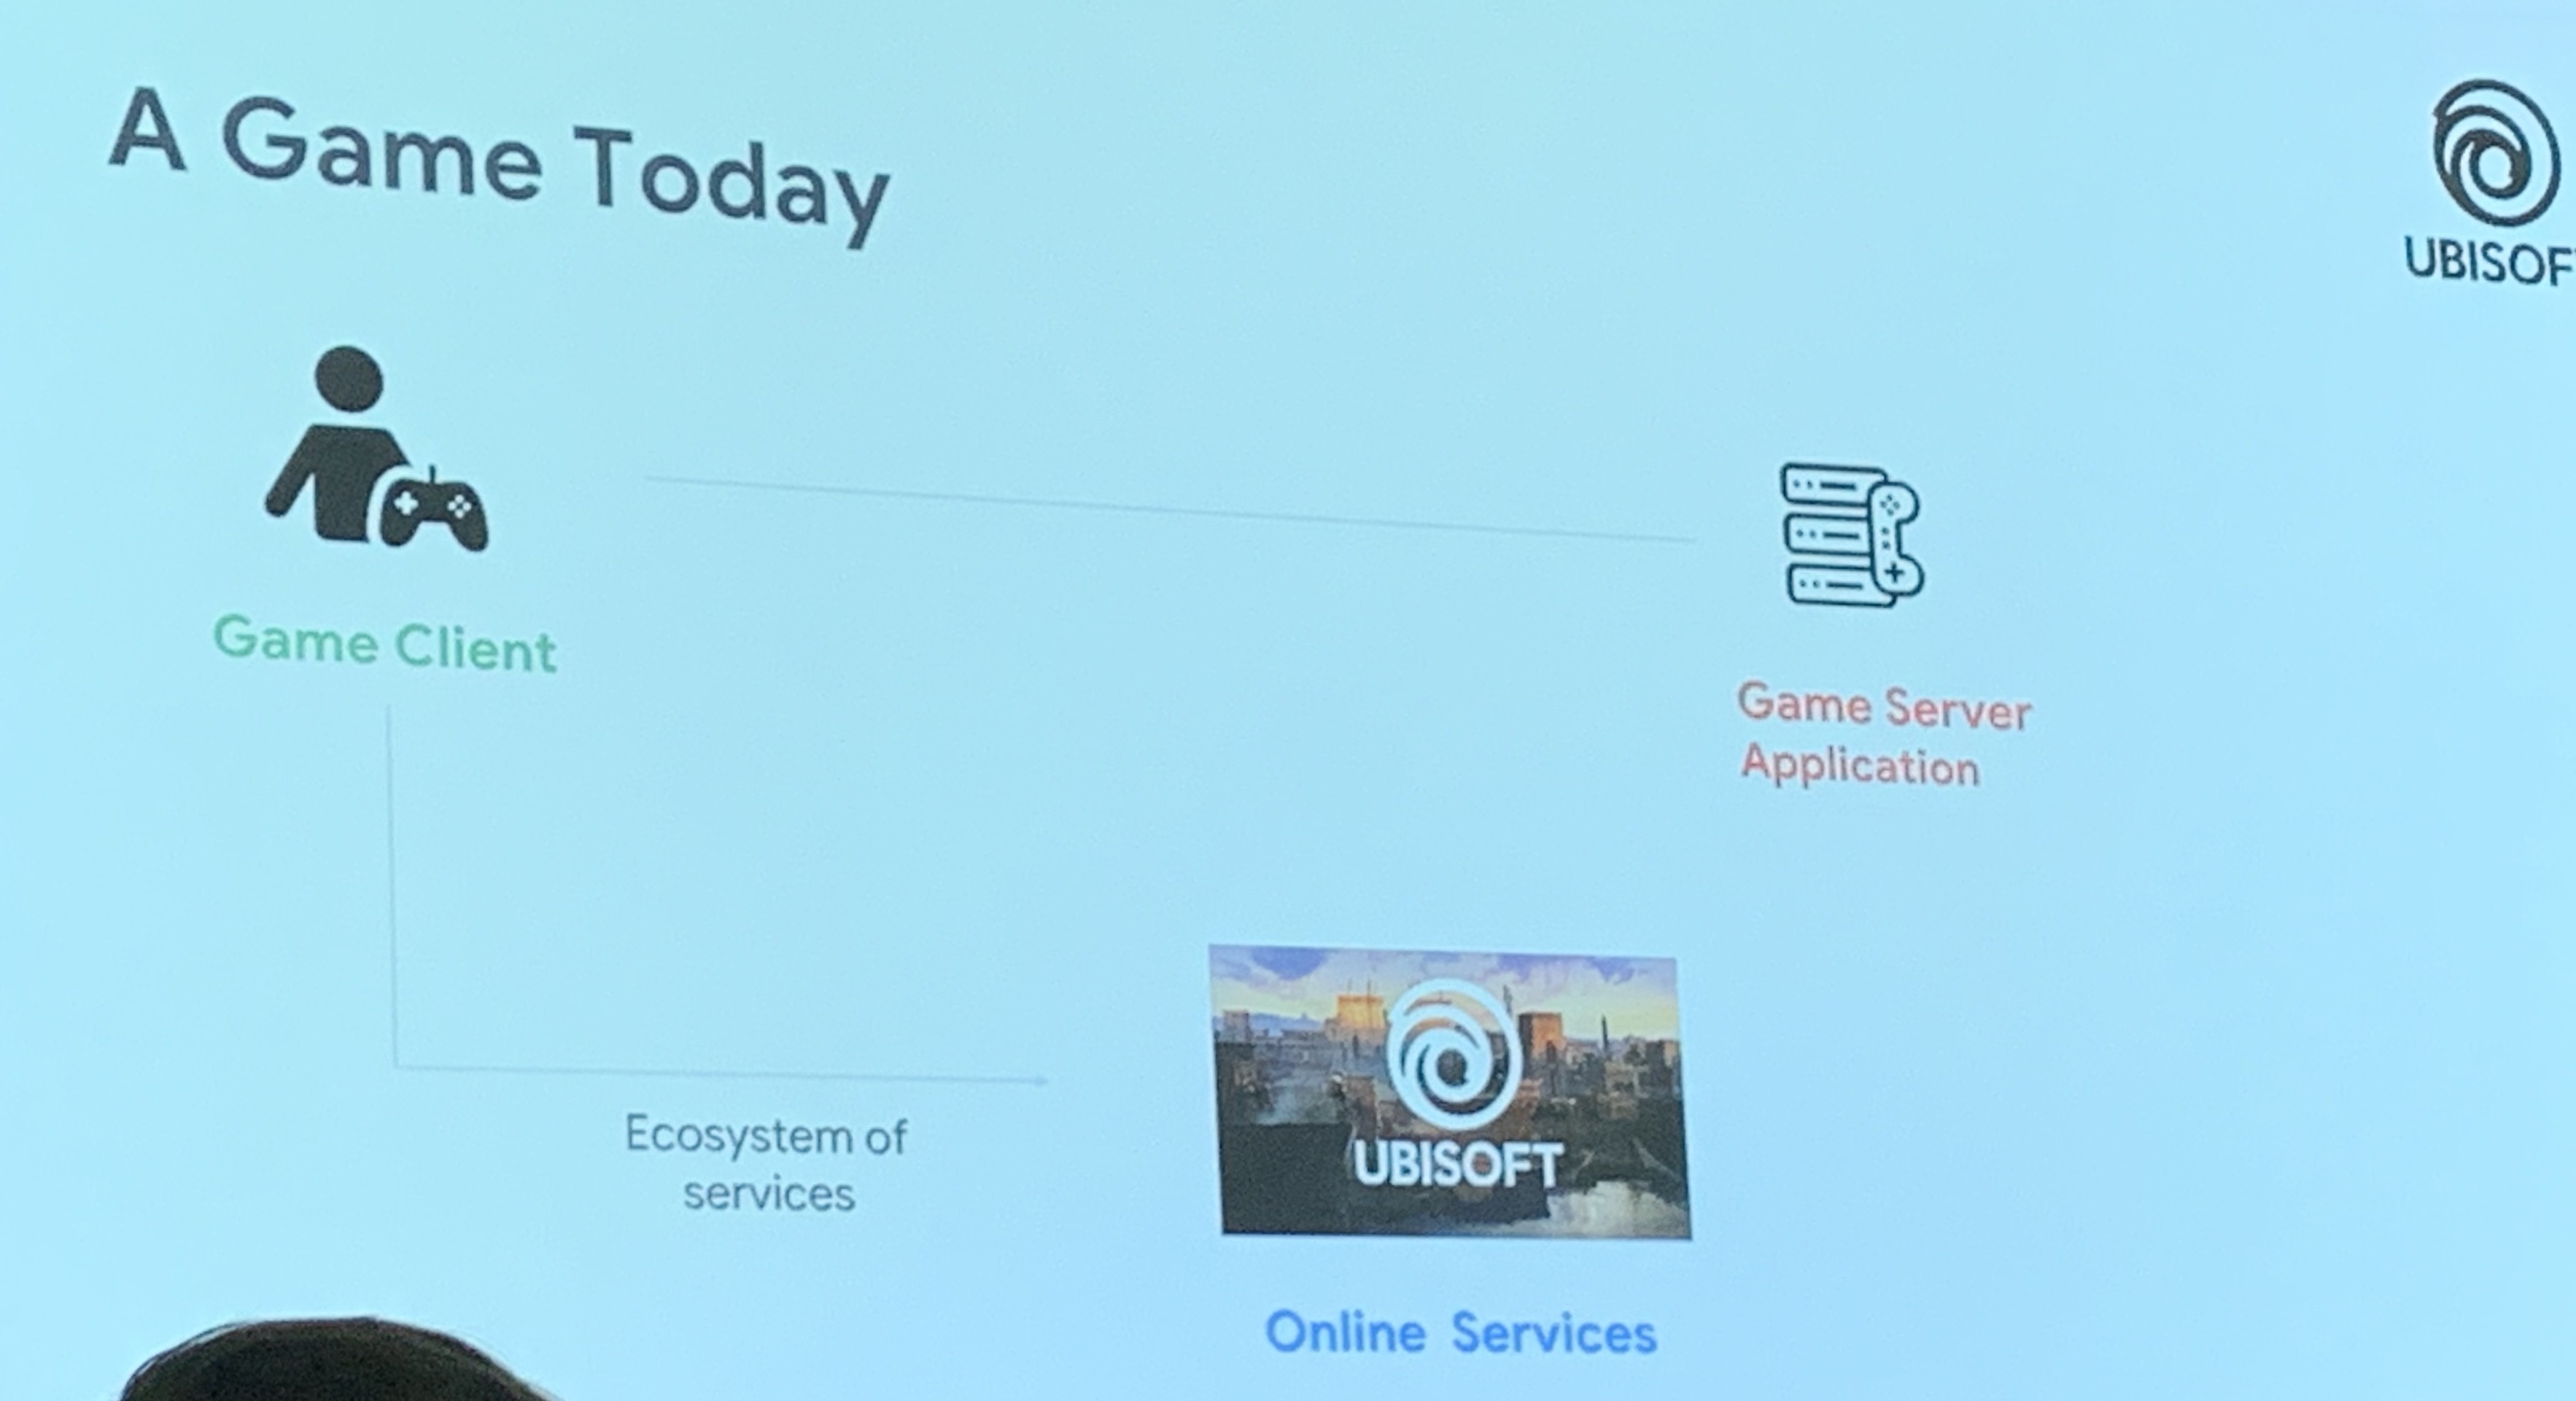 A Game Today
UBISOF
Game Client
Game Server
Application
Ecosystem of
services
UBISOFT
Online Services